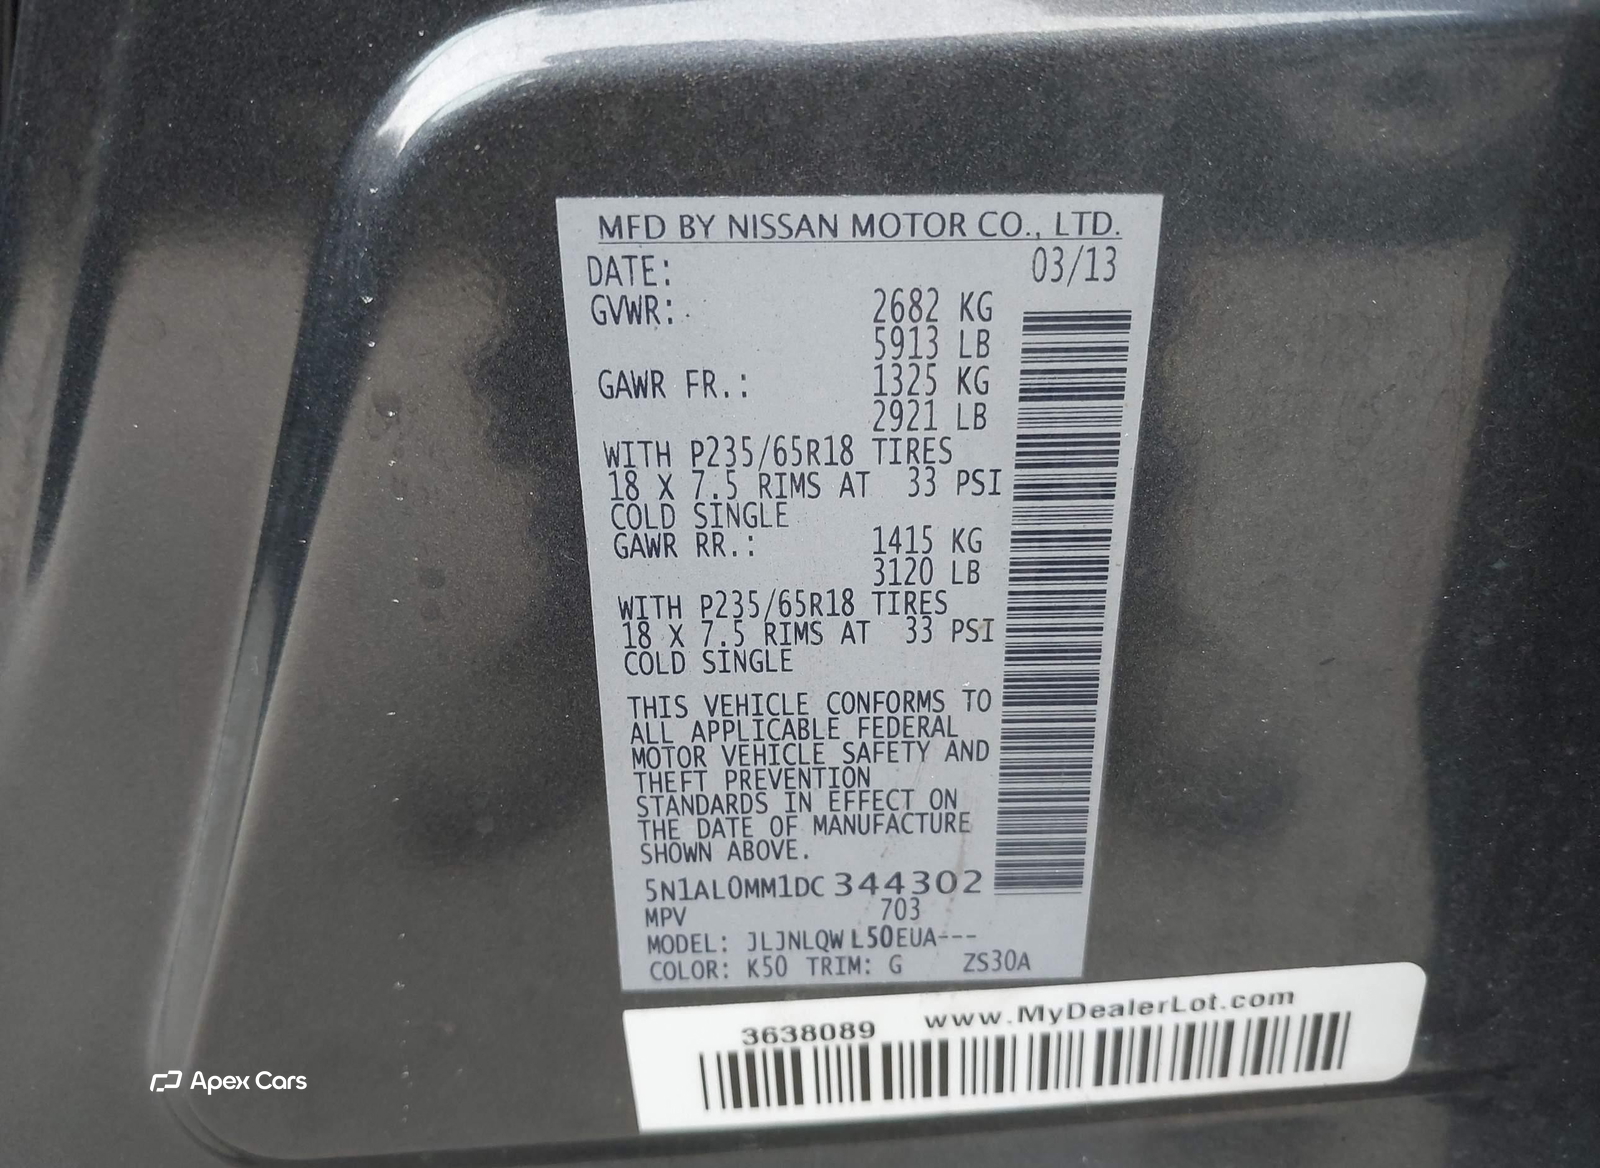 MFD BY NISSAN MOTOR CO., LTD.
DATE: 03/13
GVWR: 2682 KG
5913 LB
GAWR FR.: 1325 KG
2921 LB
WITH P235/65R18 TIRES
18 X 7.5 RIMS AT 33 PSI
COLD SINGLE
GAWR RR.: 1415 KG
3120 LB
WITH P235/65R18 TIRES
18 X 7.5 RIMS AT 33 PSI
COLD SINGLE
THIS VEHICLE CONFORMS TO
ALL APPLICABLE FEDERAL
MOTOR VEHICLE SAFETY AND
THEFT PREVENTION
STANDARDS IN EFFECT ON
THE DATE OF MANUFACTURE
SHOWN ABOVE.
5N1AL0MM1DC344302
MPV 703
MODEL: JLJNLQWL50EUA---
COLOR: K50 TRIM: G ZS30A
3638089 www.MyDealerLot.com
Apex Cars